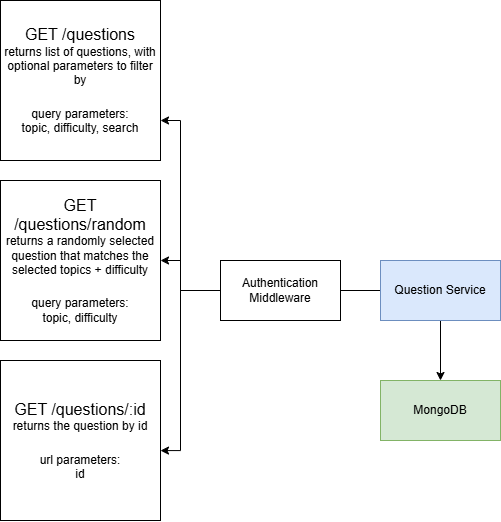 GET /questions
returns list of questions, with
optional parameters to filter
by
query parameters:
topic, difficulty, search
GET
/questions/random
returns a randomly selected
question that matches the
selected topics + difficulty
query parameters:
topic, difficulty
GET /questions/:id
returns the question by id
url parameters:
id
Authentication
Middleware
Question Service
MongoDB